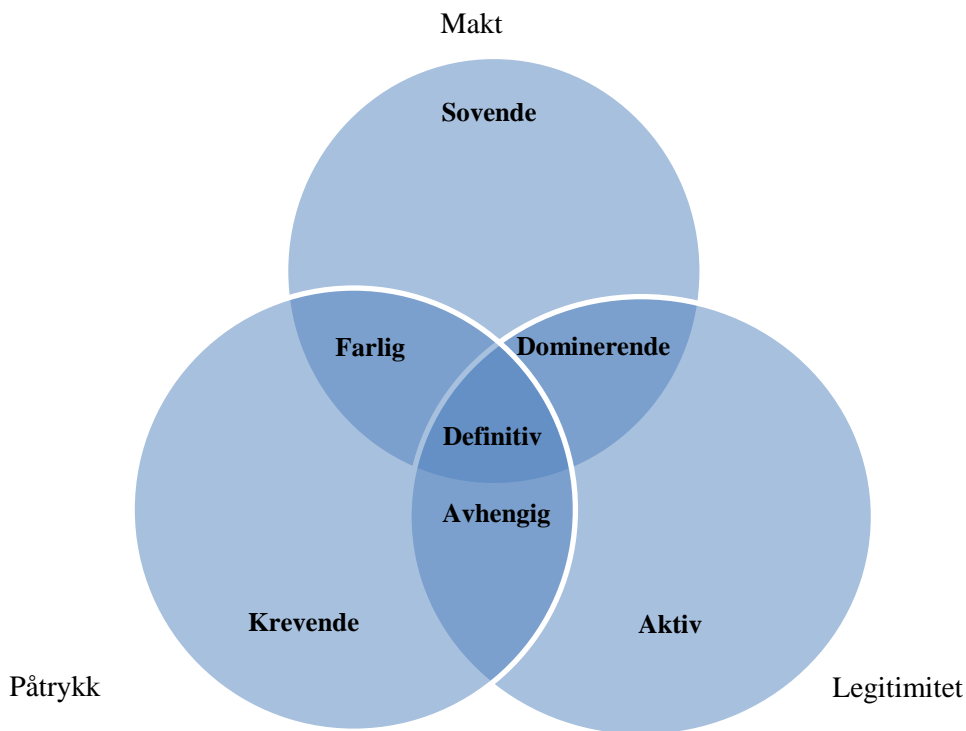 Makt
Sovende
Farlig
Dominerende
Definitiv
Avhengig
Krevende
Aktiv
Påtrykk
Legitimitet